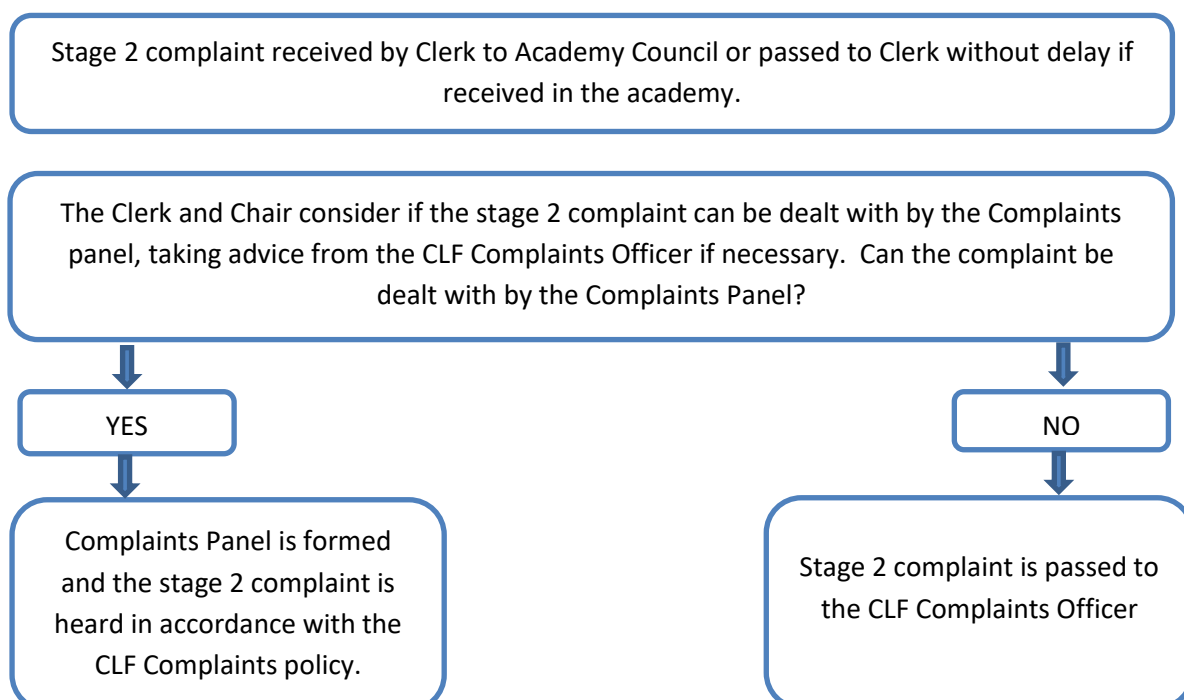 Stage 2 complaint received by Clerk to Academy Council or passed to Clerk without delay if
received in the academy.
The Clerk and Chair consider if the stage 2 complaint can be dealt with by the Complaints
panel, taking advice from the CLF Complaints Officer if necessary.  Can the complaint be
dealt with by the Complaints Panel?
YES
NO
Complaints Panel is formed
and the stage 2 complaint is
heard in accordance with the
CLF Complaints policy.
Stage 2 complaint is passed to
the CLF Complaints Officer